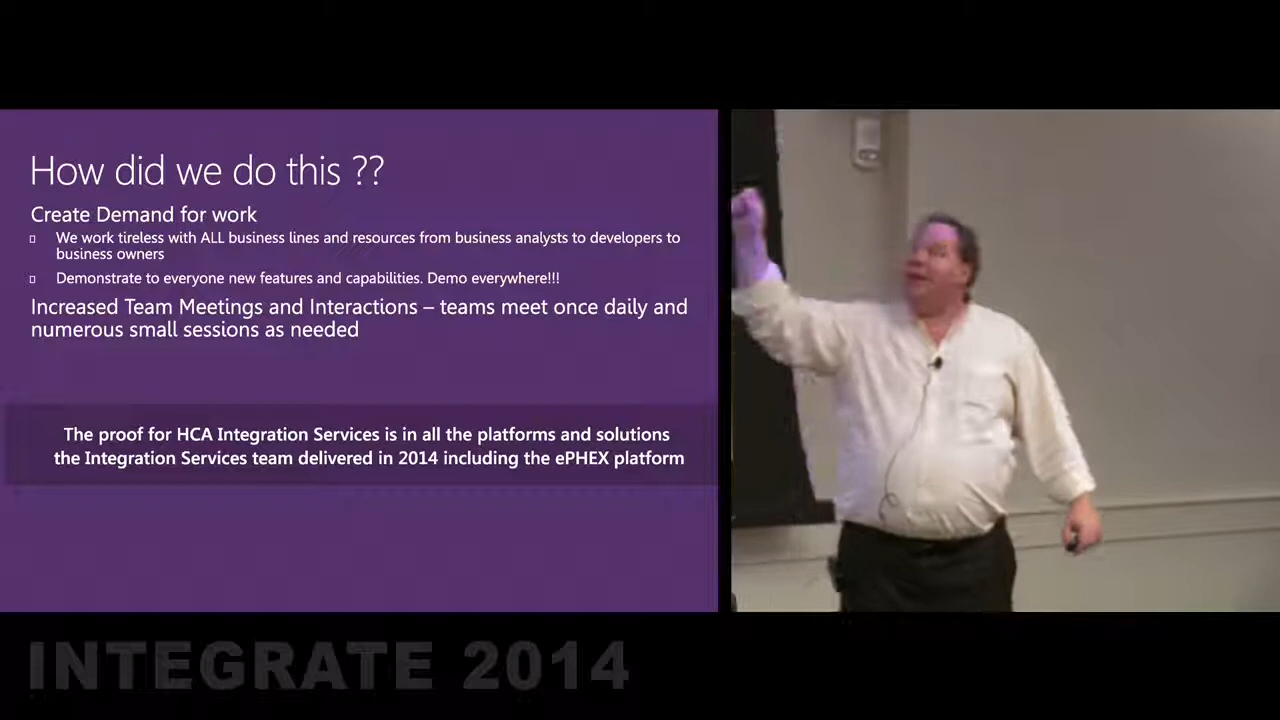 How did we do this ??
Create Demand for work
We work tireless with ALL business lines and resources from business analysts to developers to
business owners
Demonstrate to everyone new features and capabilities. Demo everywhere!!!
Increased Team Meetings and Interactions – teams meet once daily and
numerous small sessions as needed
The proof for HCA Integration Services is in all the platforms and solutions
the Integration Services team delivered in 2014 including the ePHEX platform
INTEGRATE 2014